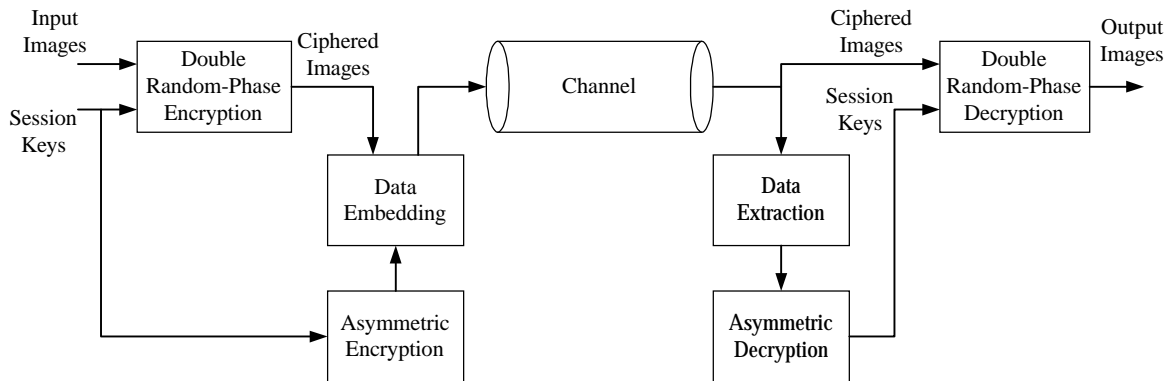 Input
Images
Session
Keys
Double
Random-Phase
Encryption
Ciphered
Images
Data
Embedding
Asymmetric
Encryption
Channel
Data
Extraction
Asymmetric
Decryption
Ciphered
Images
Session
Keys
Double
Random-Phase
Decryption
Output
Images